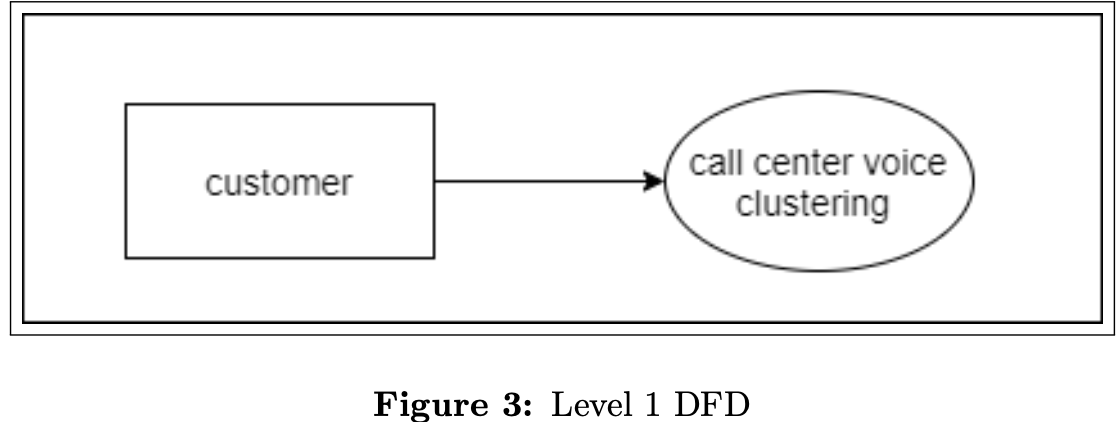 customer
call center voice
clustering
Figure 3: Level 1 DFD